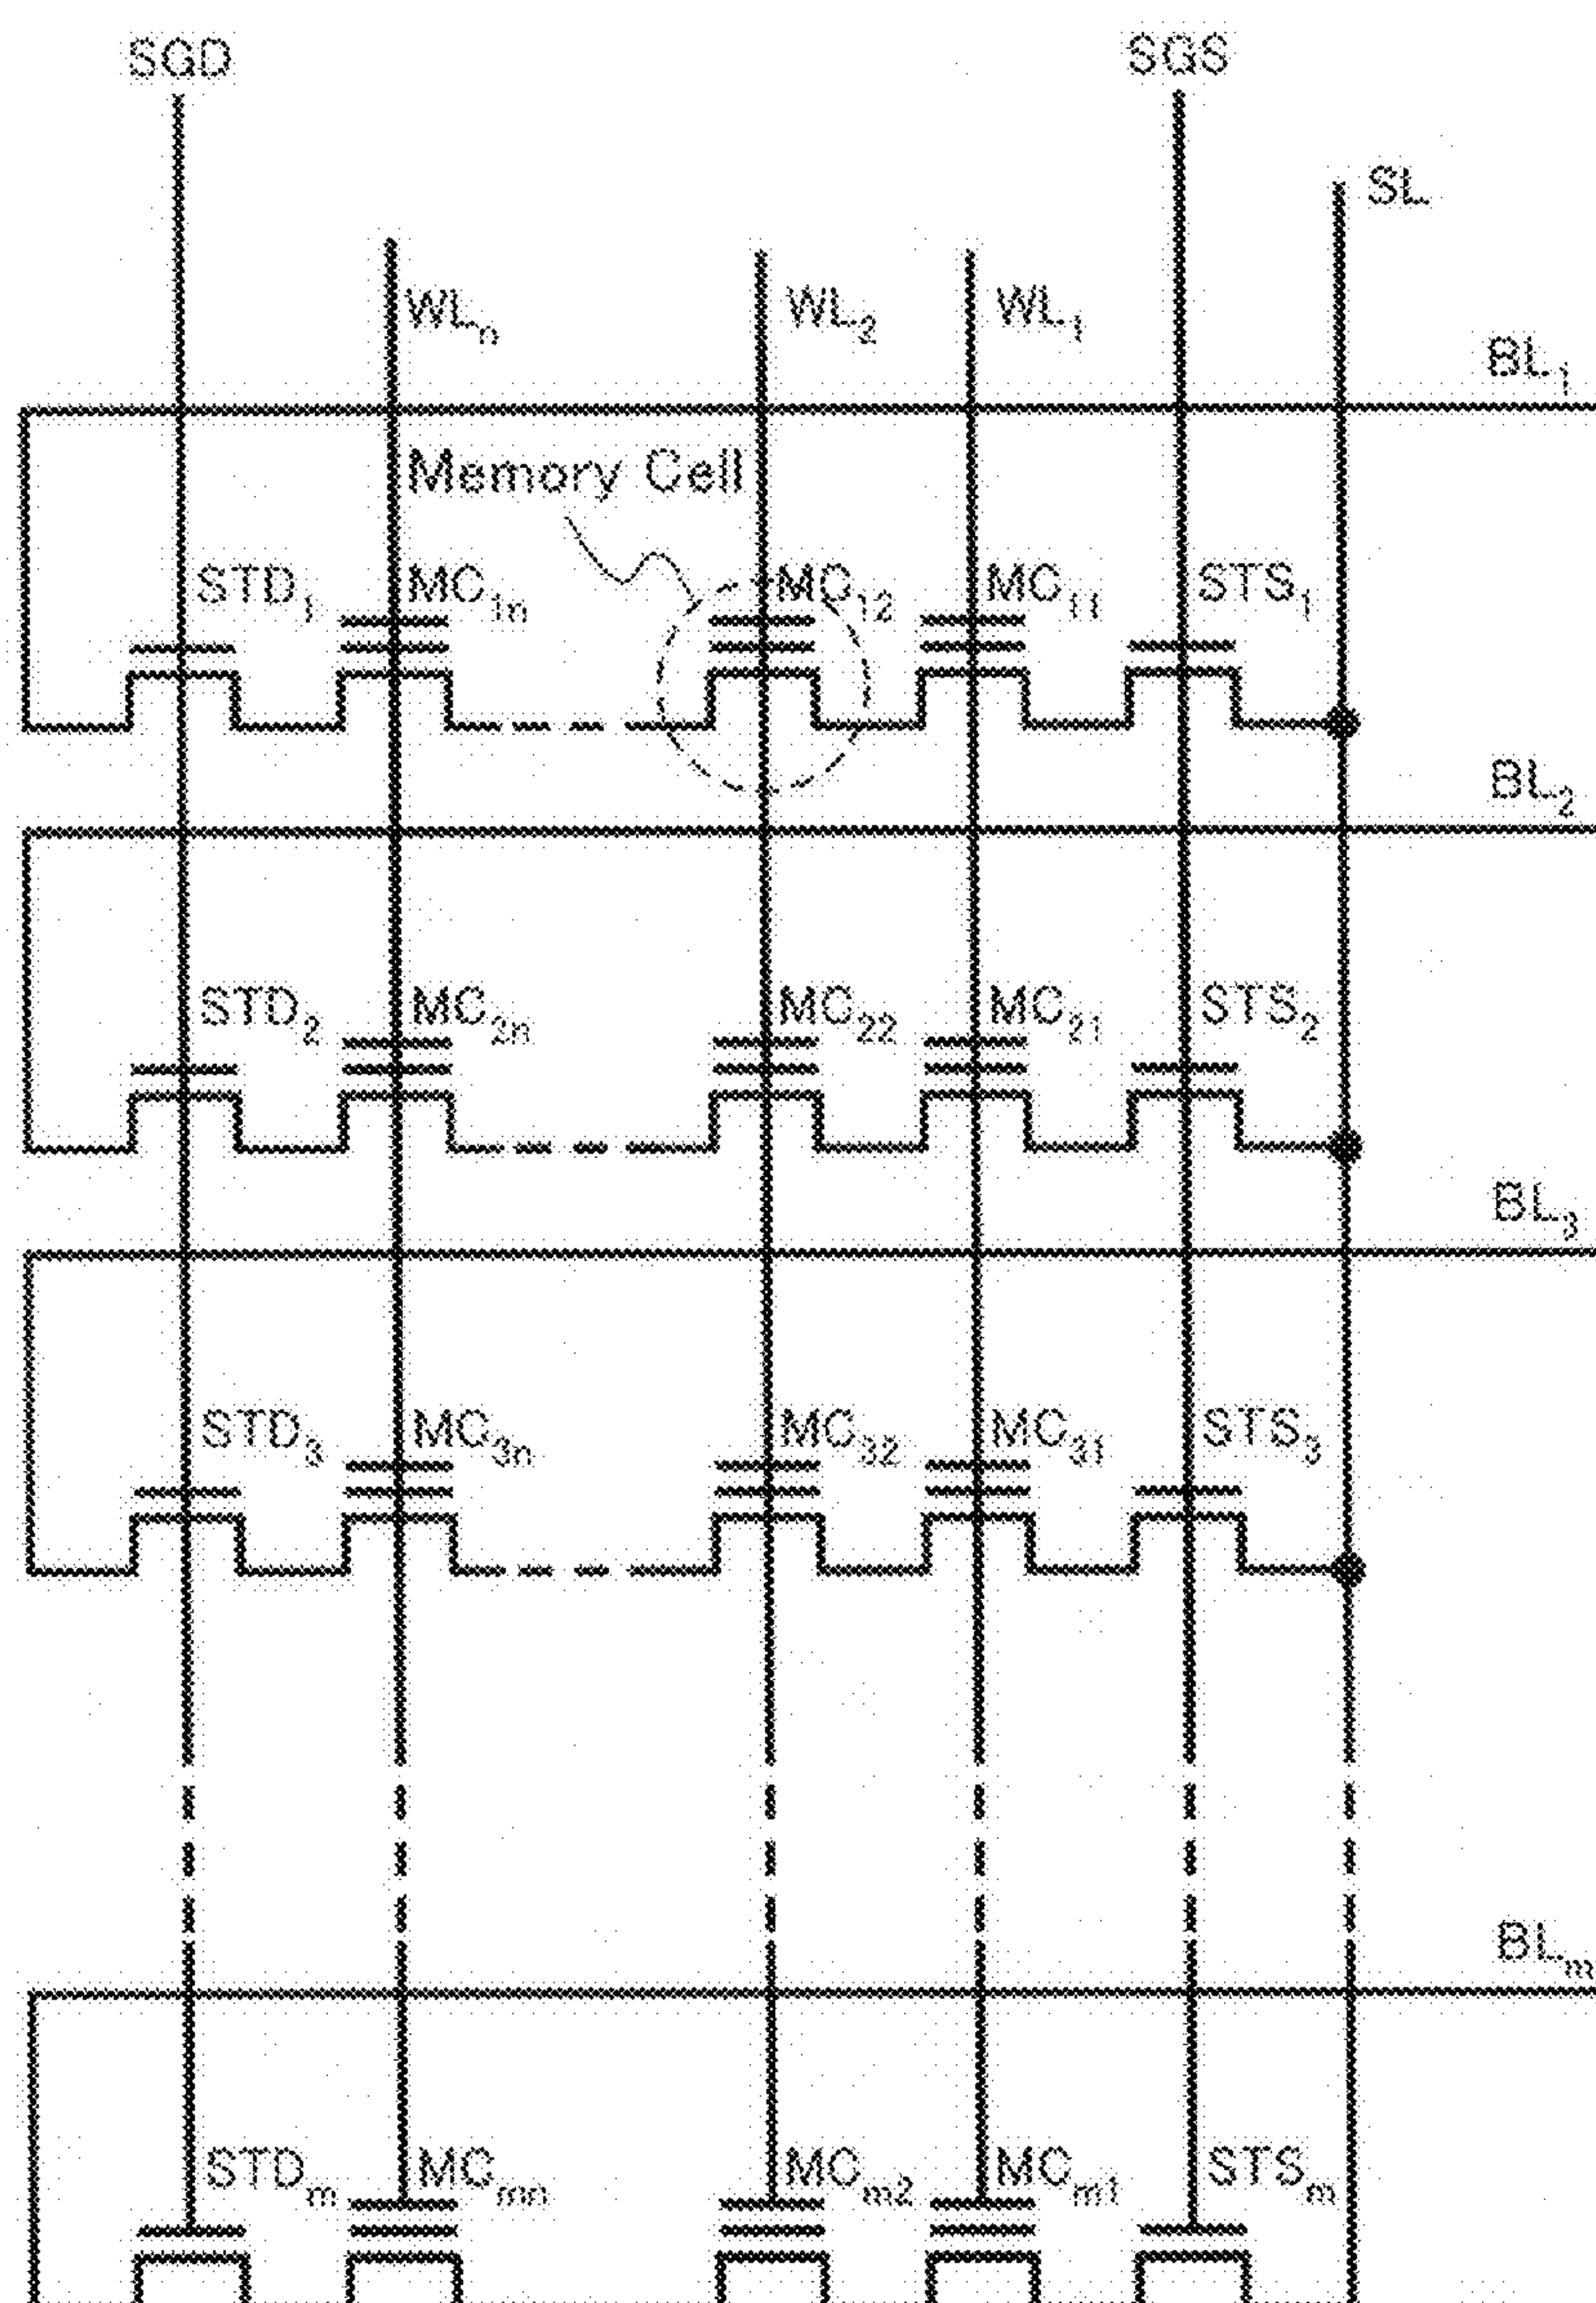 SGD SGS
SL
WLn WL2 WL1
BL1
Memory Cell
STD1 MC1n MC12 MC11 STS1
BL2
STD2 MC2n MC22 MC21 STS2
BL3
STD3 MC3n MC32 MC31 STS3
BLm
STDm MCmn MCm2 MCm1 STSm